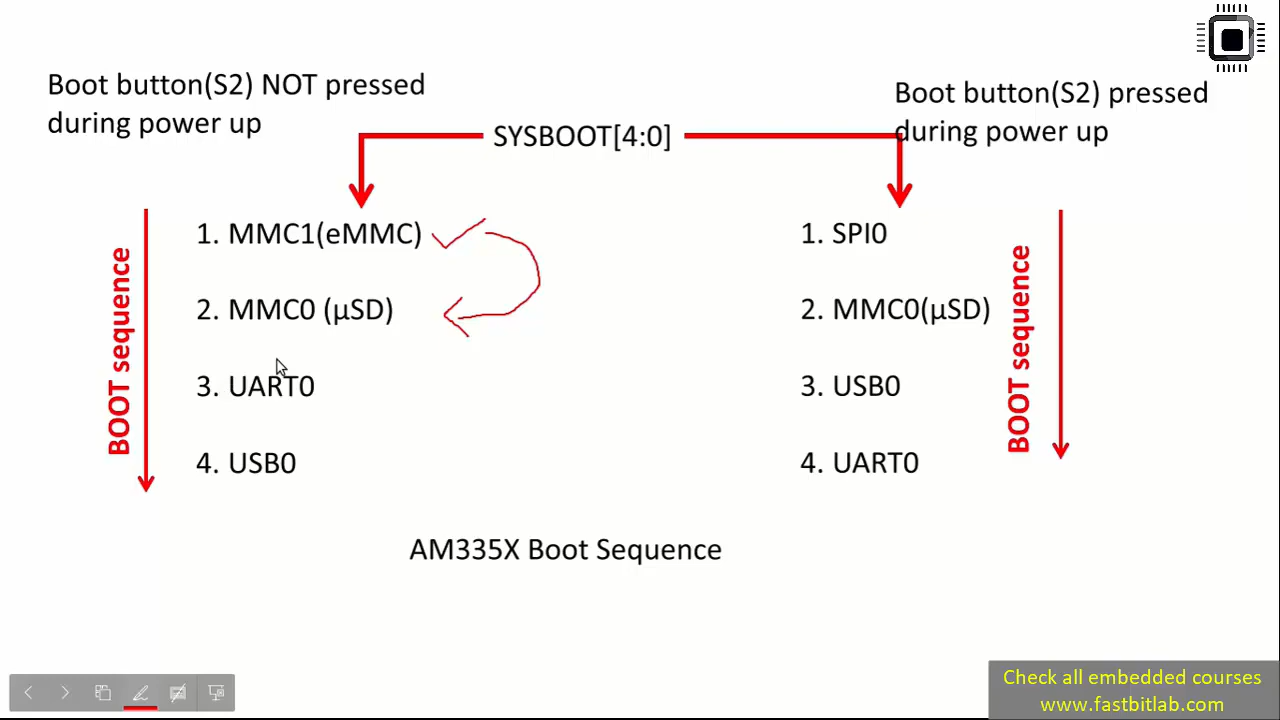 Boot button(S2) NOT pressed
during power up
Boot button(S2) pressed
during power up
SYSBOOT[4:0]
BOOT sequence
1. MMC1(eMMC)
2. MMC0 (µSD)
3. UART0
4. USB0
1. SPI0
2. MMC0(µSD)
3. USB0
4. UART0
BOOT sequence
AM335X Boot Sequence
Check all embedded courses
www.fastbitlab.com